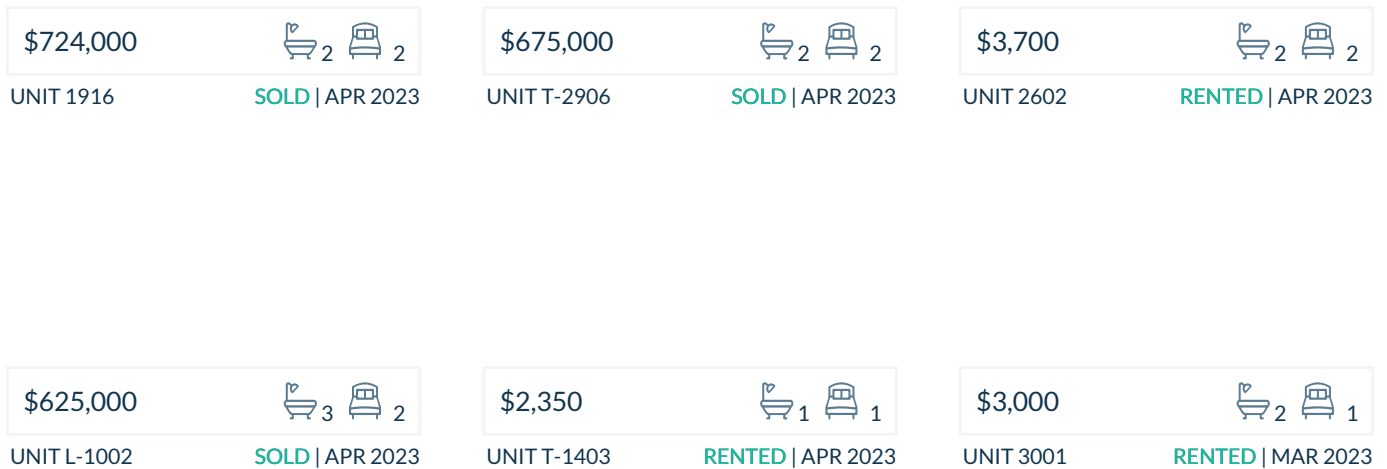 $724,000 2 2
UNIT 1916 SOLD | APR 2023
$675,000 2 2
UNIT T-2906 SOLD | APR 2023
$3,700 2 2
UNIT 2602 RENTED | APR 2023
$625,000 3 2
UNIT L-1002 SOLD | APR 2023
$2,350 1 1
UNIT T-1403 RENTED | APR 2023
$3,000 2 1
UNIT 3001 RENTED | MAR 2023